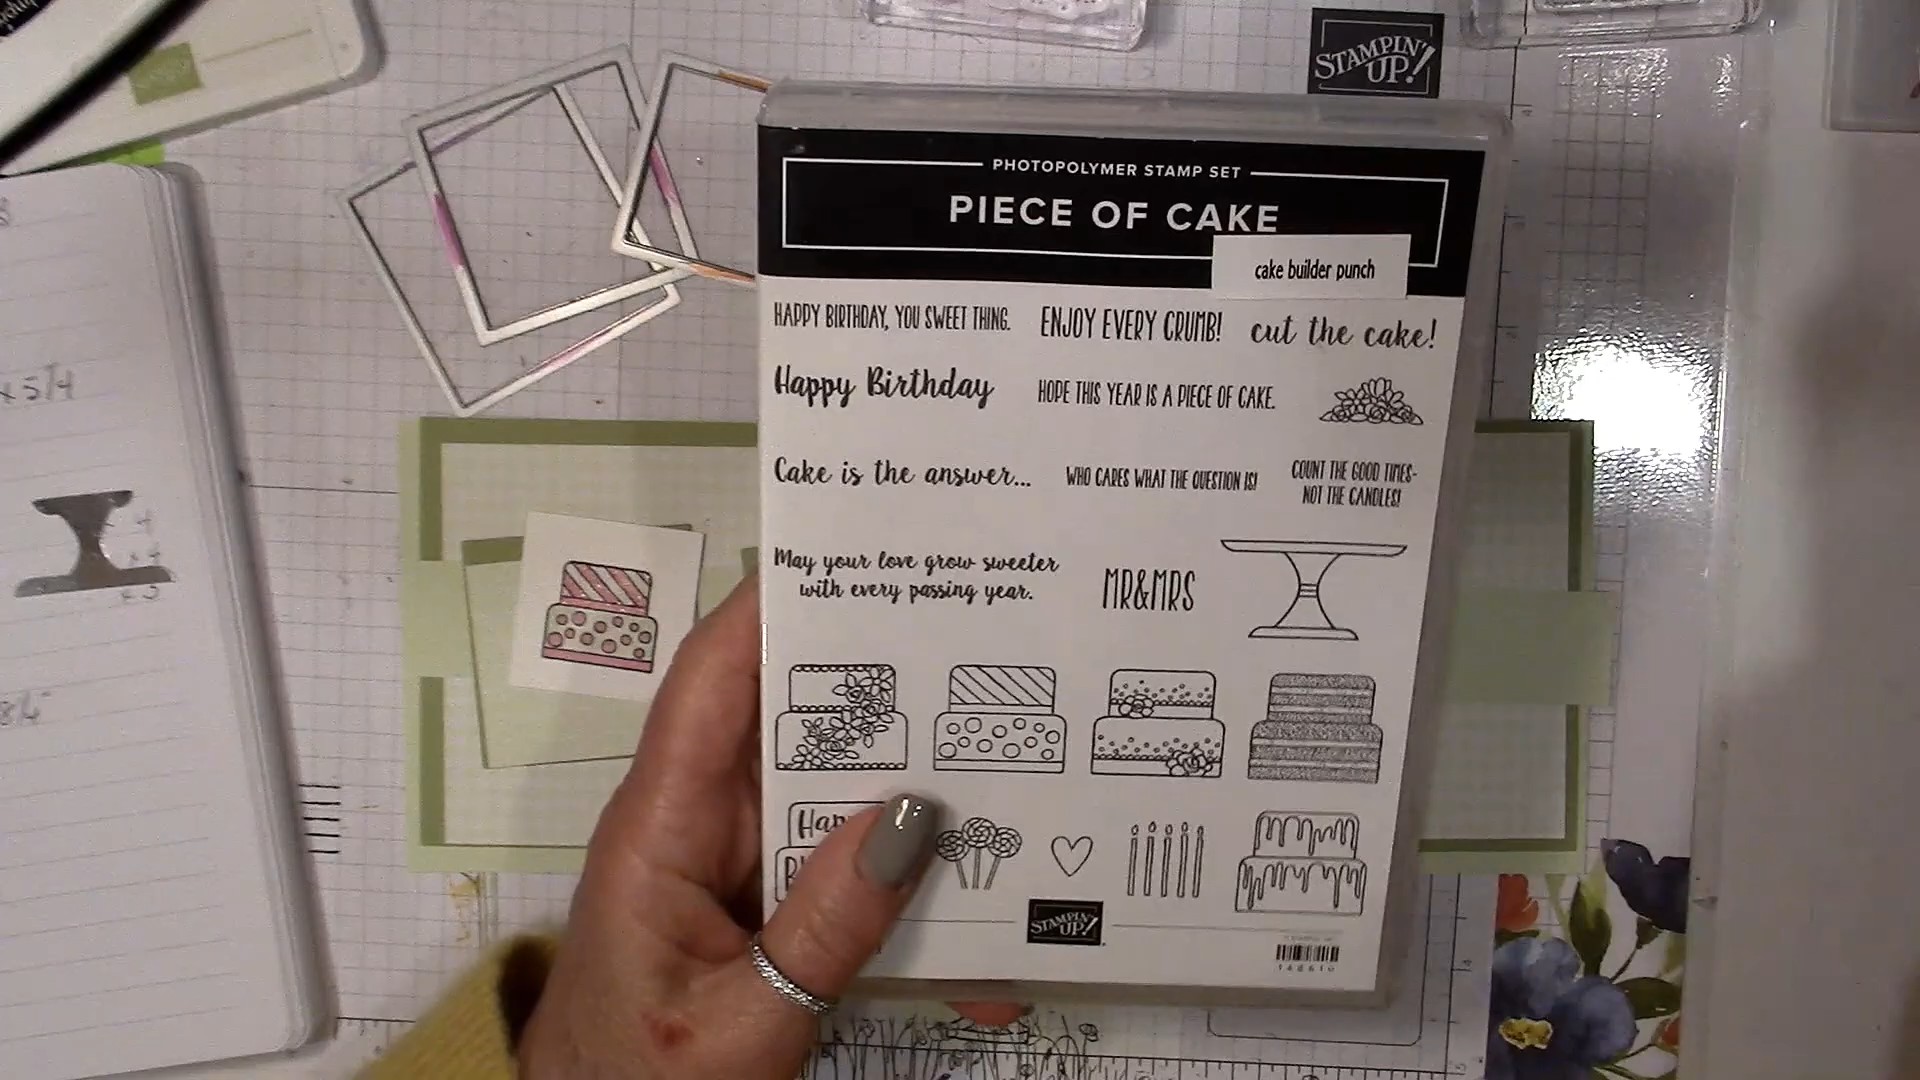 STAMPIN' UP!
PHOTOPOLYMER STAMP SET
PIECE OF CAKE
cake builder punch
HAPPY BIRTHDAY, YOU SWEET THING.
ENJOY EVERY CRUMB!
cut the cake!
Happy Birthday
HOPE THIS YEAR IS A PIECE OF CAKE.
Cake is the answer...
WHO CARES WHAT THE QUESTION IS!
COUNT THE GOOD TIMES-
NOT THE CANDLES!
May your love grow sweeter
with every passing year.
MR&MRS
STAMPIN' UP!